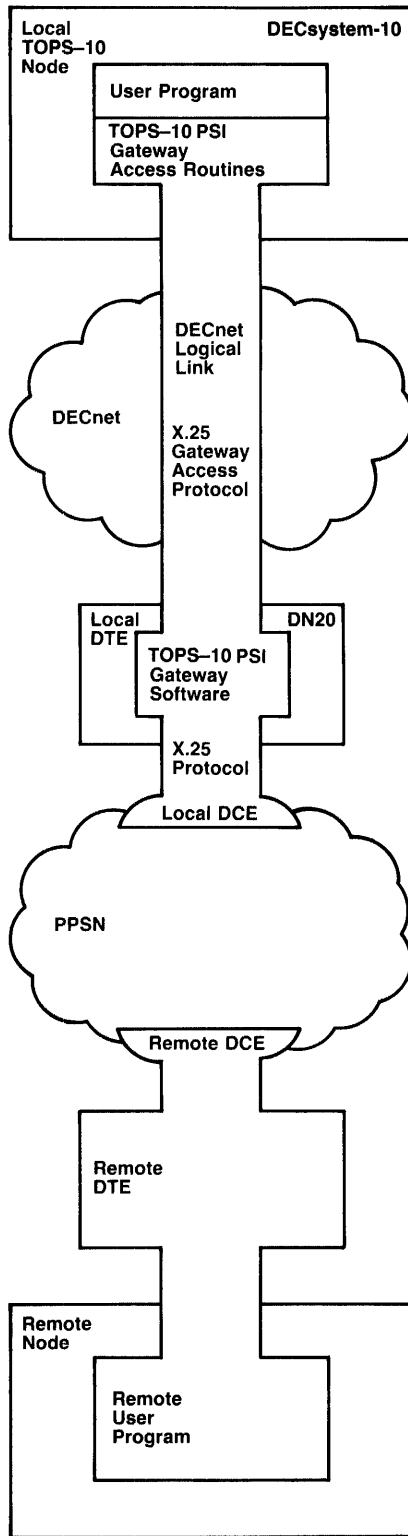 Local
TOPS–10
Node
DECsystem-10
User Program
TOPS–10 PSI
Gateway
Access Routines
DECnet
Logical
Link
DECnet
X.25
Gateway
Access
Protocol
Local
DTE
DN20
TOPS–10 PSI
Gateway
Software
X.25
Protocol
Local DCE
PPSN
Remote DCE
Remote
DTE
Remote
Node
Remote
User
Program